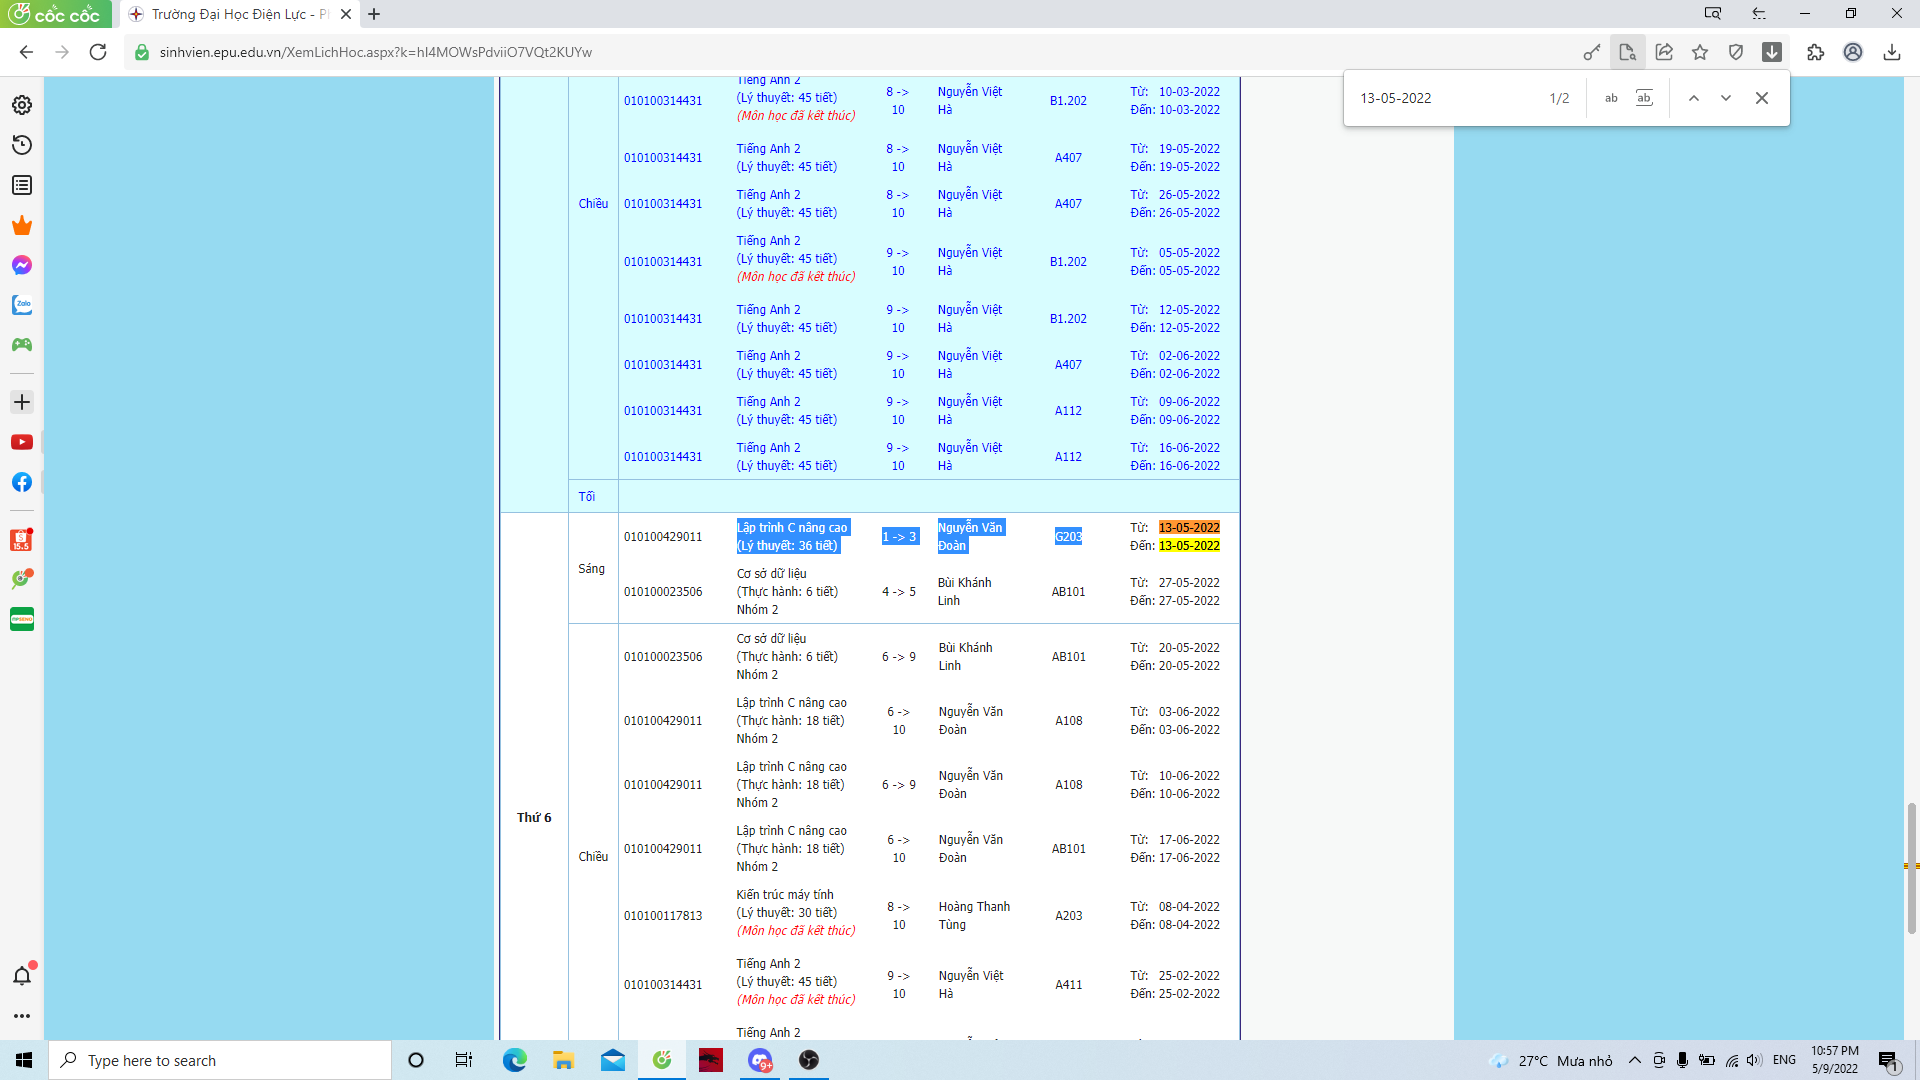 cốc cốc
Trường Đại Học Điện Lực - P
sinhvien.epu.edu.vn/XemLichHoc.aspx?k=hI4MOWsPdviiO7VQt2KUYw
13-05-2022
1/2
ab
ab
Tiếng Anh 2
(Lý thuyết: 45 tiết)
(Môn học đã kết thúc)
010100314431
8 ->
10
Nguyễn Việt
Hà
B1.202
Từ: 10-03-2022
Đến: 10-03-2022
Chiều
010100314431
Tiếng Anh 2
(Lý thuyết: 45 tiết)
8 ->
10
Nguyễn Việt
Hà
A407
Từ: 19-05-2022
Đến: 19-05-2022
010100314431
Tiếng Anh 2
(Lý thuyết: 45 tiết)
8 ->
10
Nguyễn Việt
Hà
A407
Từ: 26-05-2022
Đến: 26-05-2022
010100314431
Tiếng Anh 2
(Lý thuyết: 45 tiết)
(Môn học đã kết thúc)
9 ->
10
Nguyễn Việt
Hà
B1.202
Từ: 05-05-2022
Đến: 05-05-2022
010100314431
Tiếng Anh 2
(Lý thuyết: 45 tiết)
9 ->
10
Nguyễn Việt
Hà
B1.202
Từ: 12-05-2022
Đến: 12-05-2022
010100314431
Tiếng Anh 2
(Lý thuyết: 45 tiết)
9 ->
10
Nguyễn Việt
Hà
A407
Từ: 02-06-2022
Đến: 02-06-2022
010100314431
Tiếng Anh 2
(Lý thuyết: 45 tiết)
9 ->
10
Nguyễn Việt
Hà
A112
Từ: 09-06-2022
Đến: 09-06-2022
010100314431
Tiếng Anh 2
(Lý thuyết: 45 tiết)
9 ->
10
Nguyễn Việt
Hà
A112
Từ: 16-06-2022
Đến: 16-06-2022
Tối
Thứ 6
Sáng
010100429011
Lập trình C nâng cao
(Lý thuyết: 36 tiết)
1 -> 3
Nguyễn Văn
Đoàn
G203
Từ: 13-05-2022
Đến: 13-05-2022
010100023506
Cơ sở dữ liệu
(Thực hành: 6 tiết)
Nhóm 2
4 -> 5
Bùi Khánh
Linh
AB101
Từ: 27-05-2022
Đến: 27-05-2022
Chiều
010100023506
Cơ sở dữ liệu
(Thực hành: 6 tiết)
Nhóm 2
6 -> 9
Bùi Khánh
Linh
AB101
Từ: 20-05-2022
Đến: 20-05-2022
010100429011
Lập trình C nâng cao
(Thực hành: 18 tiết)
Nhóm 2
6 ->
10
Nguyễn Văn
Đoàn
A108
Từ: 03-06-2022
Đến: 03-06-2022
010100429011
Lập trình C nâng cao
(Thực hành: 18 tiết)
Nhóm 2
6 -> 9
Nguyễn Văn
Đoàn
A108
Từ: 10-06-2022
Đến: 10-06-2022
010100429011
Lập trình C nâng cao
(Thực hành: 18 tiết)
Nhóm 2
6 ->
10
Nguyễn Văn
Đoàn
AB101
Từ: 17-06-2022
Đến: 17-06-2022
010100117813
Kiến trúc máy tính
(Lý thuyết: 30 tiết)
(Môn học đã kết thúc)
8 ->
10
Hoàng Thanh
Tùng
A203
Từ: 08-04-2022
Đến: 08-04-2022
010100314431
Tiếng Anh 2
(Lý thuyết: 45 tiết)
(Môn học đã kết thúc)
9 ->
10
Nguyễn Việt
Hà
A411
Từ: 25-02-2022
Đến: 25-02-2022
Tiếng Anh 2
Zalo
15.5
Type here to search
9+
27°C Mưa nhỏ
ENG
10:57 PM
5/9/2022
1